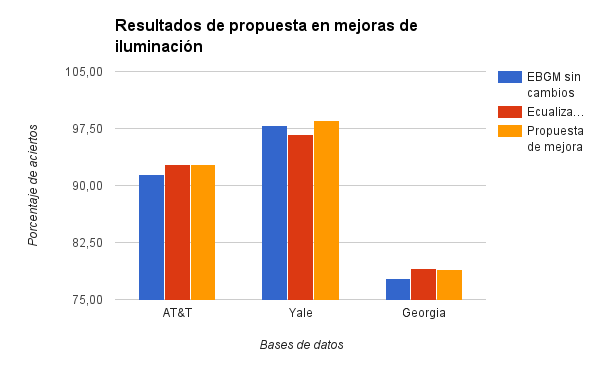 Resultados de propuesta en mejoras de
iluminación
105,00
97,50
90,00
82,50
75,00
Porcentaje de aciertos
AT&T
Yale
Georgia
Bases de datos
EBGM sin
cambios
Ecualiza...
Propuesta
de mejora